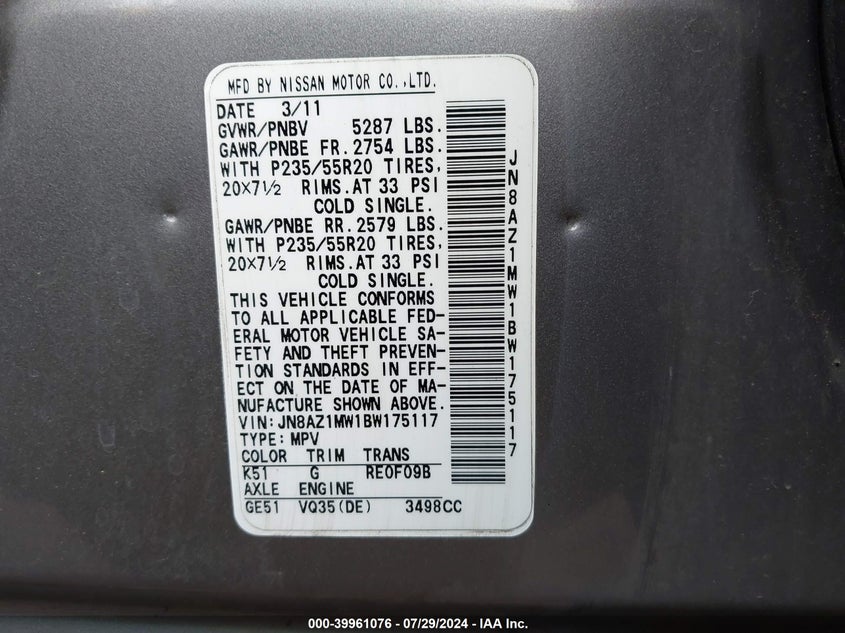 MFD BY NISSAN MOTOR CO.,LTD.
DATE 3/11
GVWR/PNBV 5287 LBS.
GAWR/PNBE FR. 2754 LBS.
WITH P235/55R20 TIRES,
20×7½ RIMS. AT 33 PSI
COLD SINGLE.
GAWR/PNBE RR. 2579 LBS.
WITH P235/55R20 TIRES,
20×7½ RIMS. AT 33 PSI
COLD SINGLE.
THIS VEHICLE CONFORMS
TO ALL APPLICABLE FED-
ERAL MOTOR VEHICLE SA-
FETY AND THEFT PREVEN-
TION STANDARDS IN EFF-
ECT ON THE DATE OF MA-
NUFACTURE SHOWN ABOVE.
VIN:JN8AZ1MW1BW175117
TYPE:MPV
COLOR TRIM TRANS
K51 G RE0F09B
AXLE ENGINE
GE51 VQ35(DE) 3498CC
JN8AZ1MW1BW175117
000-39961076 - 07/29/2024 - IAA Inc.